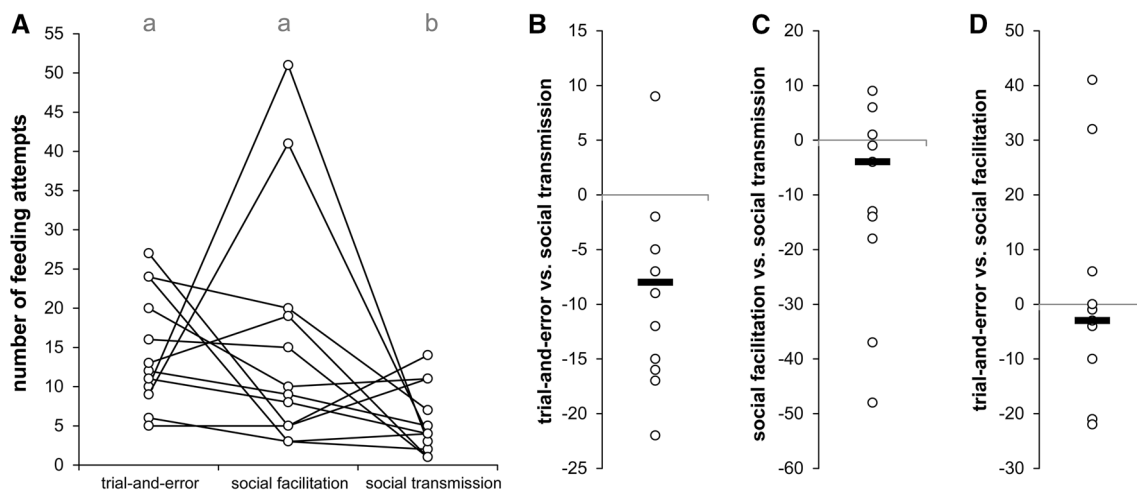 A
a
a
b
number of feeding attempts
55
50
45
40
35
30
25
20
15
10
5
0
trial-and-error
social facilitation
social transmission
B
trial-and-error vs. social transmission
15
10
5
0
-5
-10
-15
-20
-25
C
social facilitation vs. social transmission
20
10
0
-10
-20
-30
-40
-50
-60
D
trial-and-error vs. social facilitation
50
40
30
20
10
0
-10
-20
-30